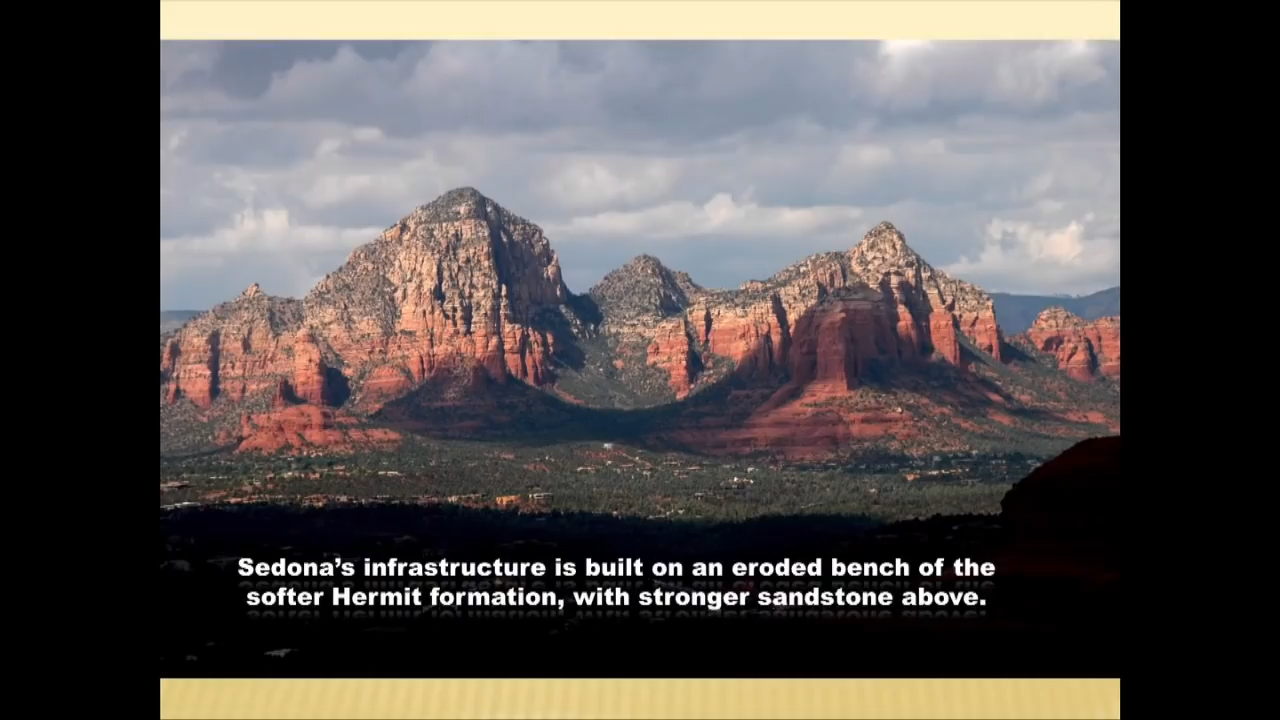 Sedona’s infrastructure is built on an eroded bench of the
softer Hermit formation, with stronger sandstone above.